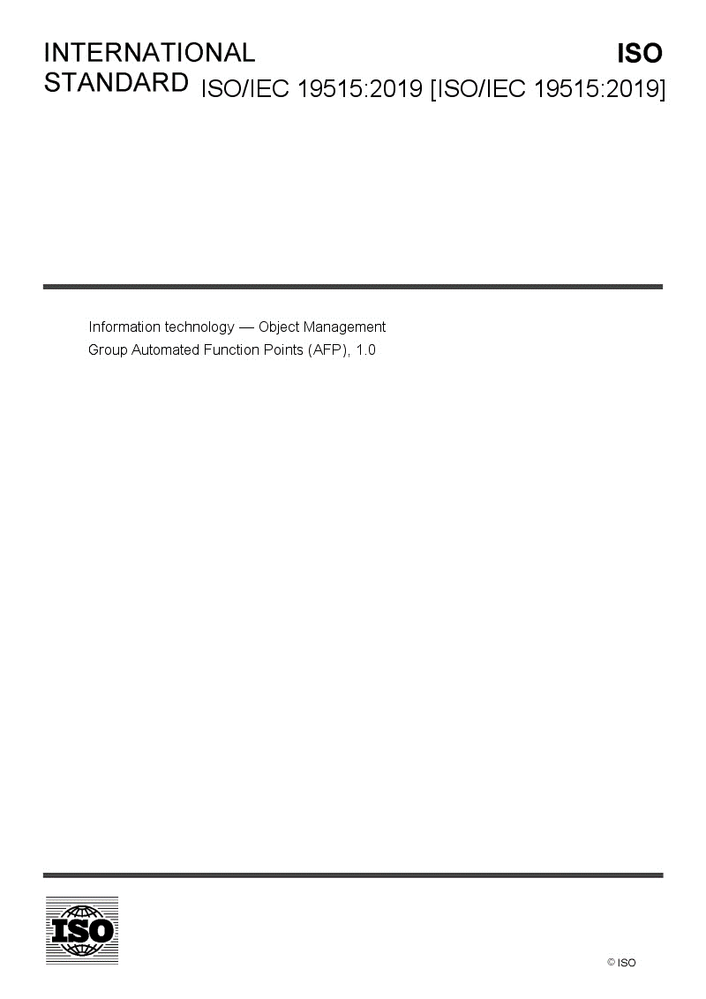 INTERNATIONAL
STANDARD
ISO
ISO/IEC 19515:2019 [ISO/IEC 19515:2019]
Information technology — Object Management
Group Automated Function Points (AFP), 1.0
ISO
© ISO